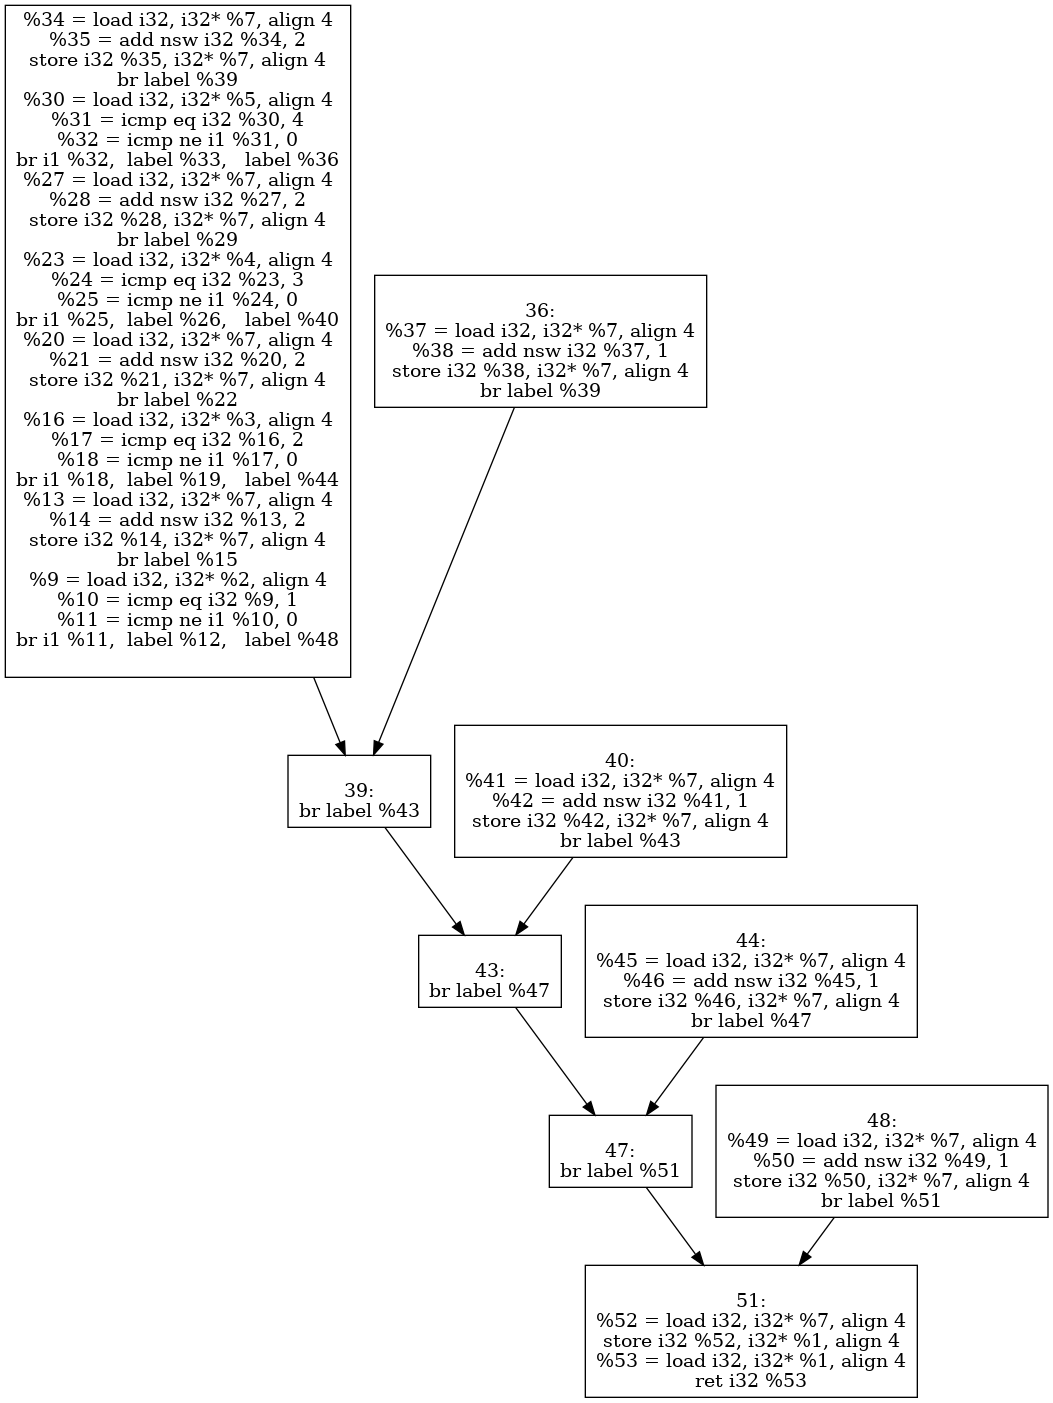 %34 = load i32, i32* %7, align 4
%35 = add nsw i32 %34, 2
store i32 %35, i32* %7, align 4
br label %39
%30 = load i32, i32* %5, align 4
%31 = icmp eq i32 %30, 4
%32 = icmp ne i1 %31, 0
br i1 %32,  label %33,   label %36
%27 = load i32, i32* %7, align 4
%28 = add nsw i32 %27, 2
store i32 %28, i32* %7, align 4
br label %29
%23 = load i32, i32* %4, align 4
%24 = icmp eq i32 %23, 3
%25 = icmp ne i1 %24, 0
br i1 %25,  label %26,   label %40
%20 = load i32, i32* %7, align 4
%21 = add nsw i32 %20, 2
store i32 %21, i32* %7, align 4
br label %22
%16 = load i32, i32* %3, align 4
%17 = icmp eq i32 %16, 2
%18 = icmp ne i1 %17, 0
br i1 %18,  label %19,   label %44
%13 = load i32, i32* %7, align 4
%14 = add nsw i32 %13, 2
store i32 %14, i32* %7, align 4
br label %15
%9 = load i32, i32* %2, align 4
%10 = icmp eq i32 %9, 1
%11 = icmp ne i1 %10, 0
br i1 %11,  label %12,   label %48
36:
%37 = load i32, i32* %7, align 4
%38 = add nsw i32 %37, 1
store i32 %38, i32* %7, align 4
br label %39
39:
br label %43
40:
%41 = load i32, i32* %7, align 4
%42 = add nsw i32 %41, 1
store i32 %42, i32* %7, align 4
br label %43
43:
br label %47
44:
%45 = load i32, i32* %7, align 4
%46 = add nsw i32 %45, 1
store i32 %46, i32* %7, align 4
br label %47
47:
br label %51
48:
%49 = load i32, i32* %7, align 4
%50 = add nsw i32 %49, 1
store i32 %50, i32* %7, align 4
br label %51
51:
%52 = load i32, i32* %7, align 4
store i32 %52, i32* %1, align 4
%53 = load i32, i32* %1, align 4
ret i32 %53